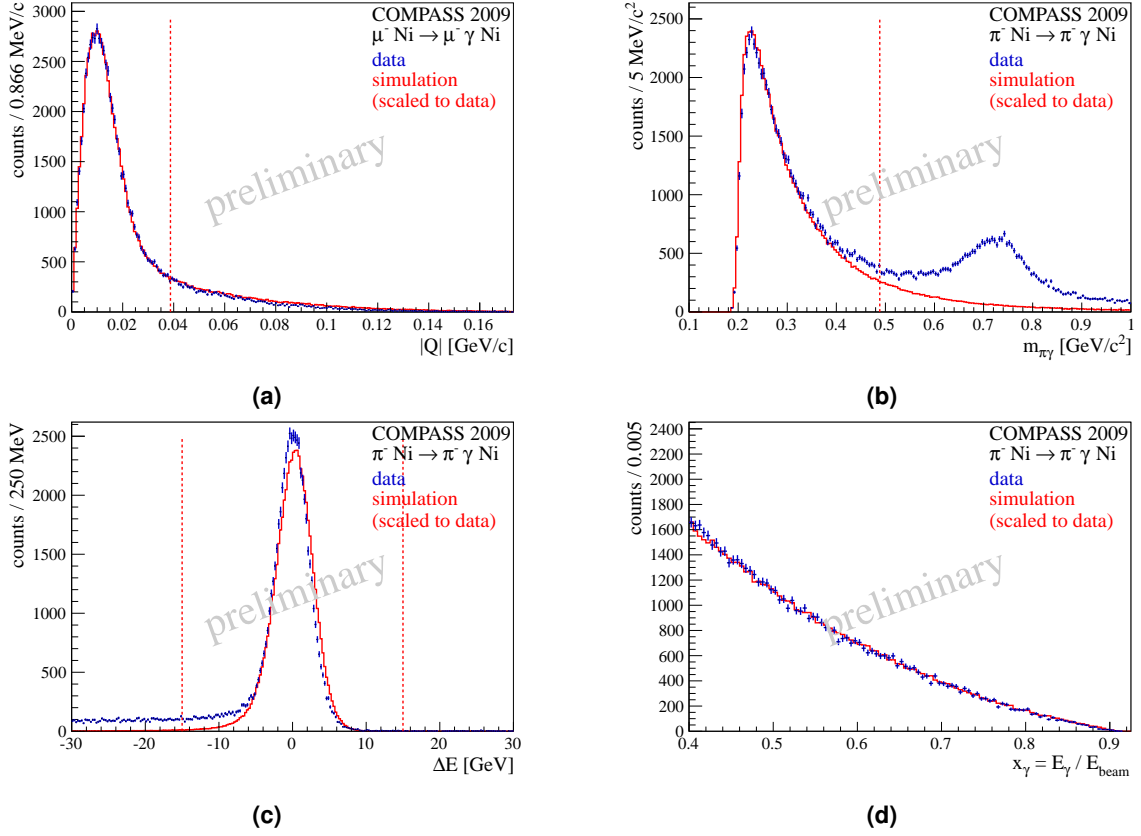 counts / 0.866 MeV/c
3000
2500
2000
1500
1000
500
0
COMPASS 2009
μ⁻ Ni → μ⁻ γ Ni
data
simulation
(scaled to data)
preliminary
0 0.02 0.04 0.06 0.08 0.1 0.12 0.14 0.16
|Q| [GeV/c]
(a)
counts / 5 MeV/c²
2500
2000
1500
1000
500
0
COMPASS 2009
π⁻ Ni → π⁻ γ Ni
data
simulation
(scaled to data)
preliminary
0.1 0.2 0.3 0.4 0.5 0.6 0.7 0.8 0.9 1
m_πγ [GeV/c²]
(b)
counts / 250 MeV
2500
2000
1500
1000
500
0
COMPASS 2009
π⁻ Ni → π⁻ γ Ni
data
simulation
(scaled to data)
preliminary
-30 -20 -10 0 10 20 30
ΔE [GeV]
(c)
counts / 0.005
2400
2200
2000
1800
1600
1400
1200
1000
800
600
400
200
0
COMPASS 2009
π⁻ Ni → π⁻ γ Ni
data
simulation
(scaled to data)
preliminary
0.4 0.5 0.6 0.7 0.8 0.9
x_γ = E_γ / E_beam
(d)